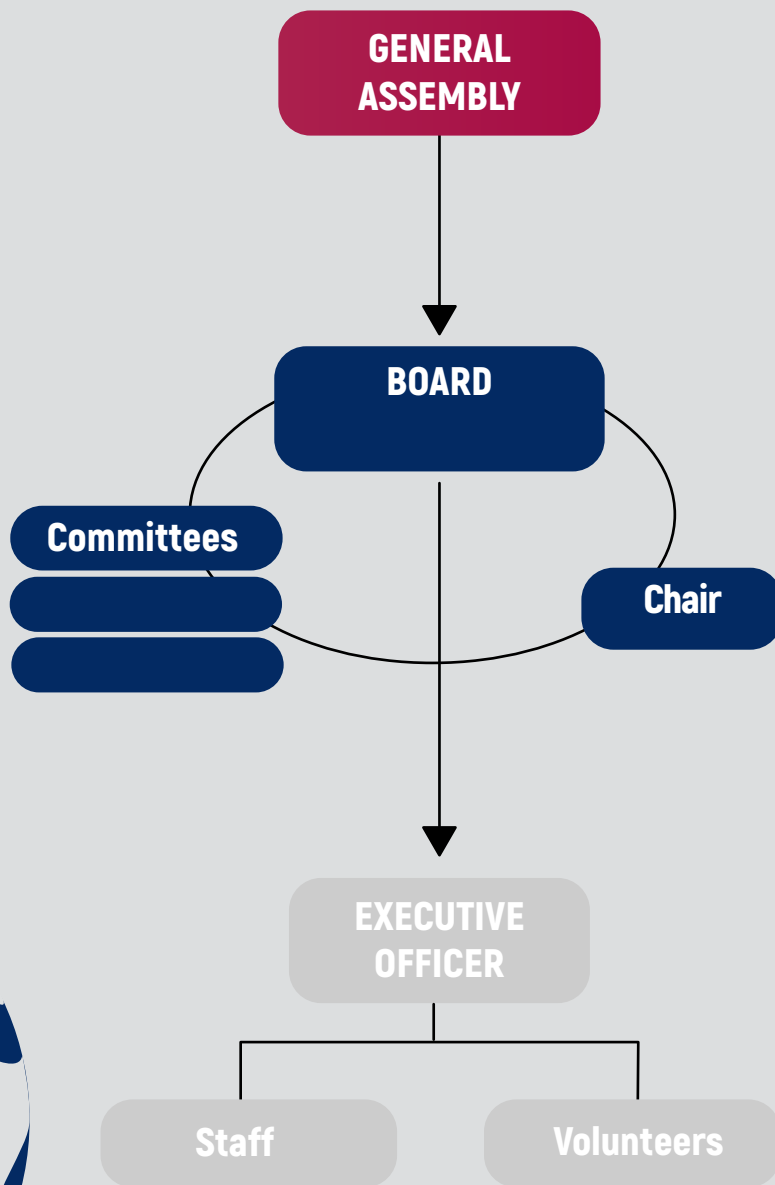 GENERAL
ASSEMBLY
BOARD
Committees
Chair
EXECUTIVE
OFFICER
Staff
Volunteers